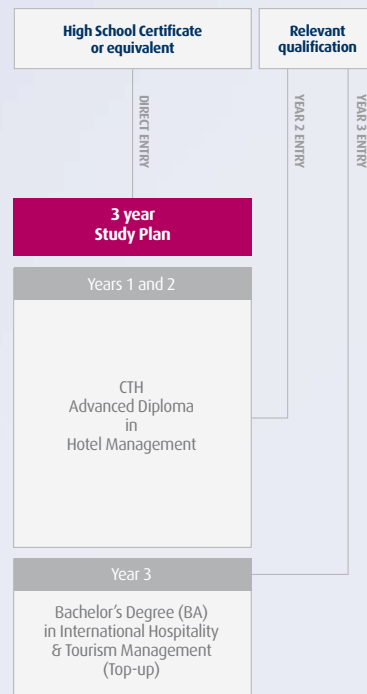 High School Certificate
or equivalent
Relevant
qualification
DIRECT ENTRY
YEAR 2 ENTRY
YEAR 3 ENTRY
3 year
Study Plan
Years 1 and 2
CTH
Advanced Diploma
in
Hotel Management
Year 3
Bachelor's Degree (BA)
in International Hospitality
& Tourism Management
(Top-up)